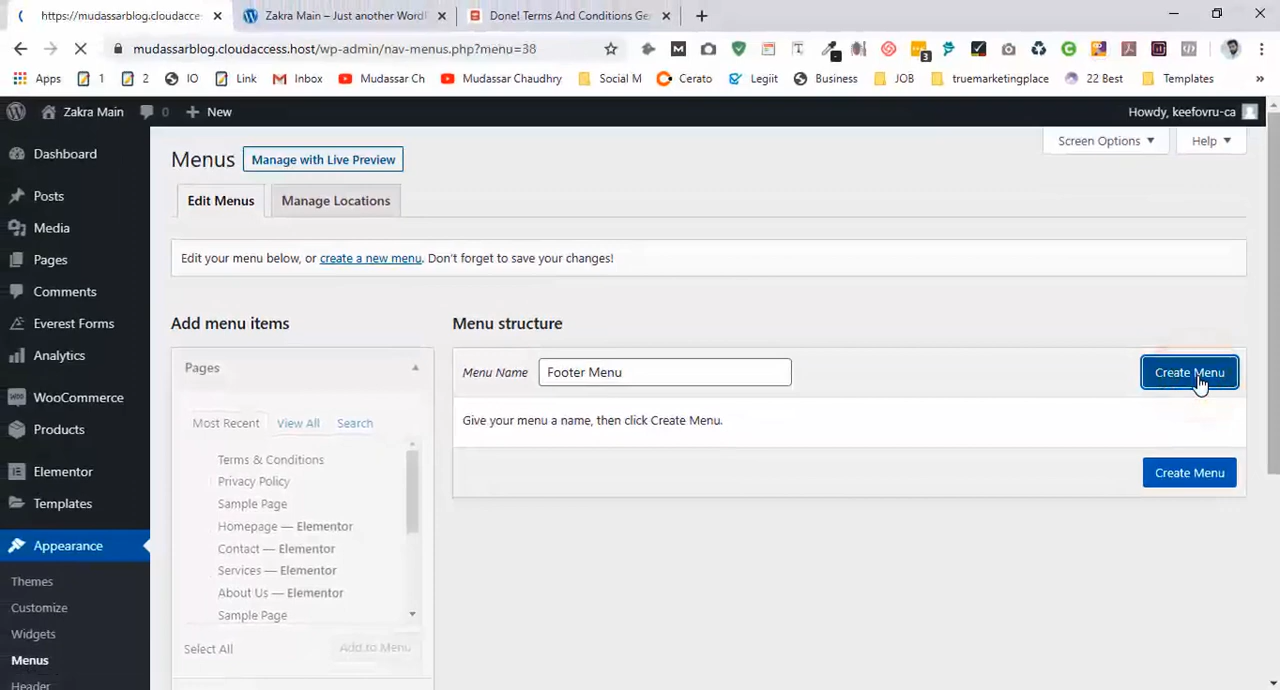 https://mudassarblog.cloudacces
Zakra Main – Just another WordP
Done! Terms And Conditions Ge
mudassarblog.cloudaccess.host/wp-admin/nav-menus.php?menu=38
Apps 1 2 IO Link Inbox Mudassar Ch Mudassar Chaudhry Social M Cerato Legiit Business JOB truemarketingplace 22 Best Templates »
Zakra Main 0 New Howdy, keefovru-ca
Dashboard
Posts
Media
Pages
Comments
Everest Forms
Analytics
WooCommerce
Products
Elementor
Templates
Appearance
Themes
Customize
Widgets
Menus
Header
Screen Options Help
Menus Manage with Live Preview
Edit Menus Manage Locations
Edit your menu below, or create a new menu. Don't forget to save your changes!
Add menu items
Pages
Most Recent View All Search
Terms & Conditions
Privacy Policy
Sample Page
Homepage — Elementor
Contact — Elementor
Services — Elementor
About Us — Elementor
Sample Page
Select All Add to Menu
Menu structure
Menu Name Footer Menu Create Menu
Give your menu a name, then click Create Menu.
Create Menu